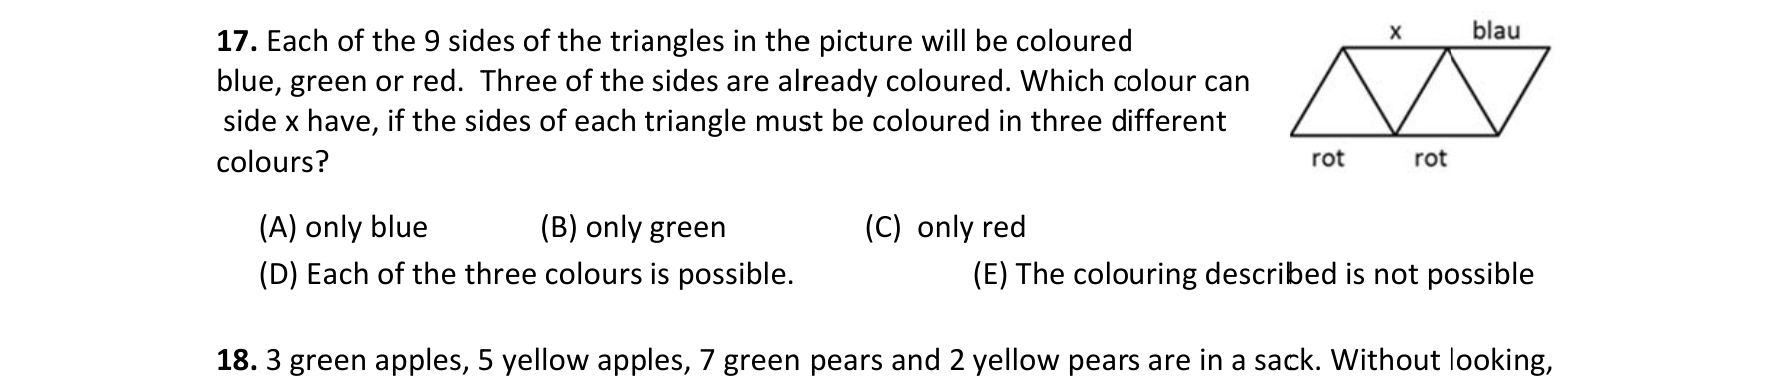 17. Each of the 9 sides of the triangles in the picture will be coloured
blue, green or red. Three of the sides are already coloured. Which colour can
side x have, if the sides of each triangle must be coloured in three different
colours?
x blau
rot rot
(A) only blue (B) only green (C) only red
(D) Each of the three colours is possible. (E) The colouring described is not possible
18. 3 green apples, 5 yellow apples, 7 green pears and 2 yellow pears are in a sack. Without looking,